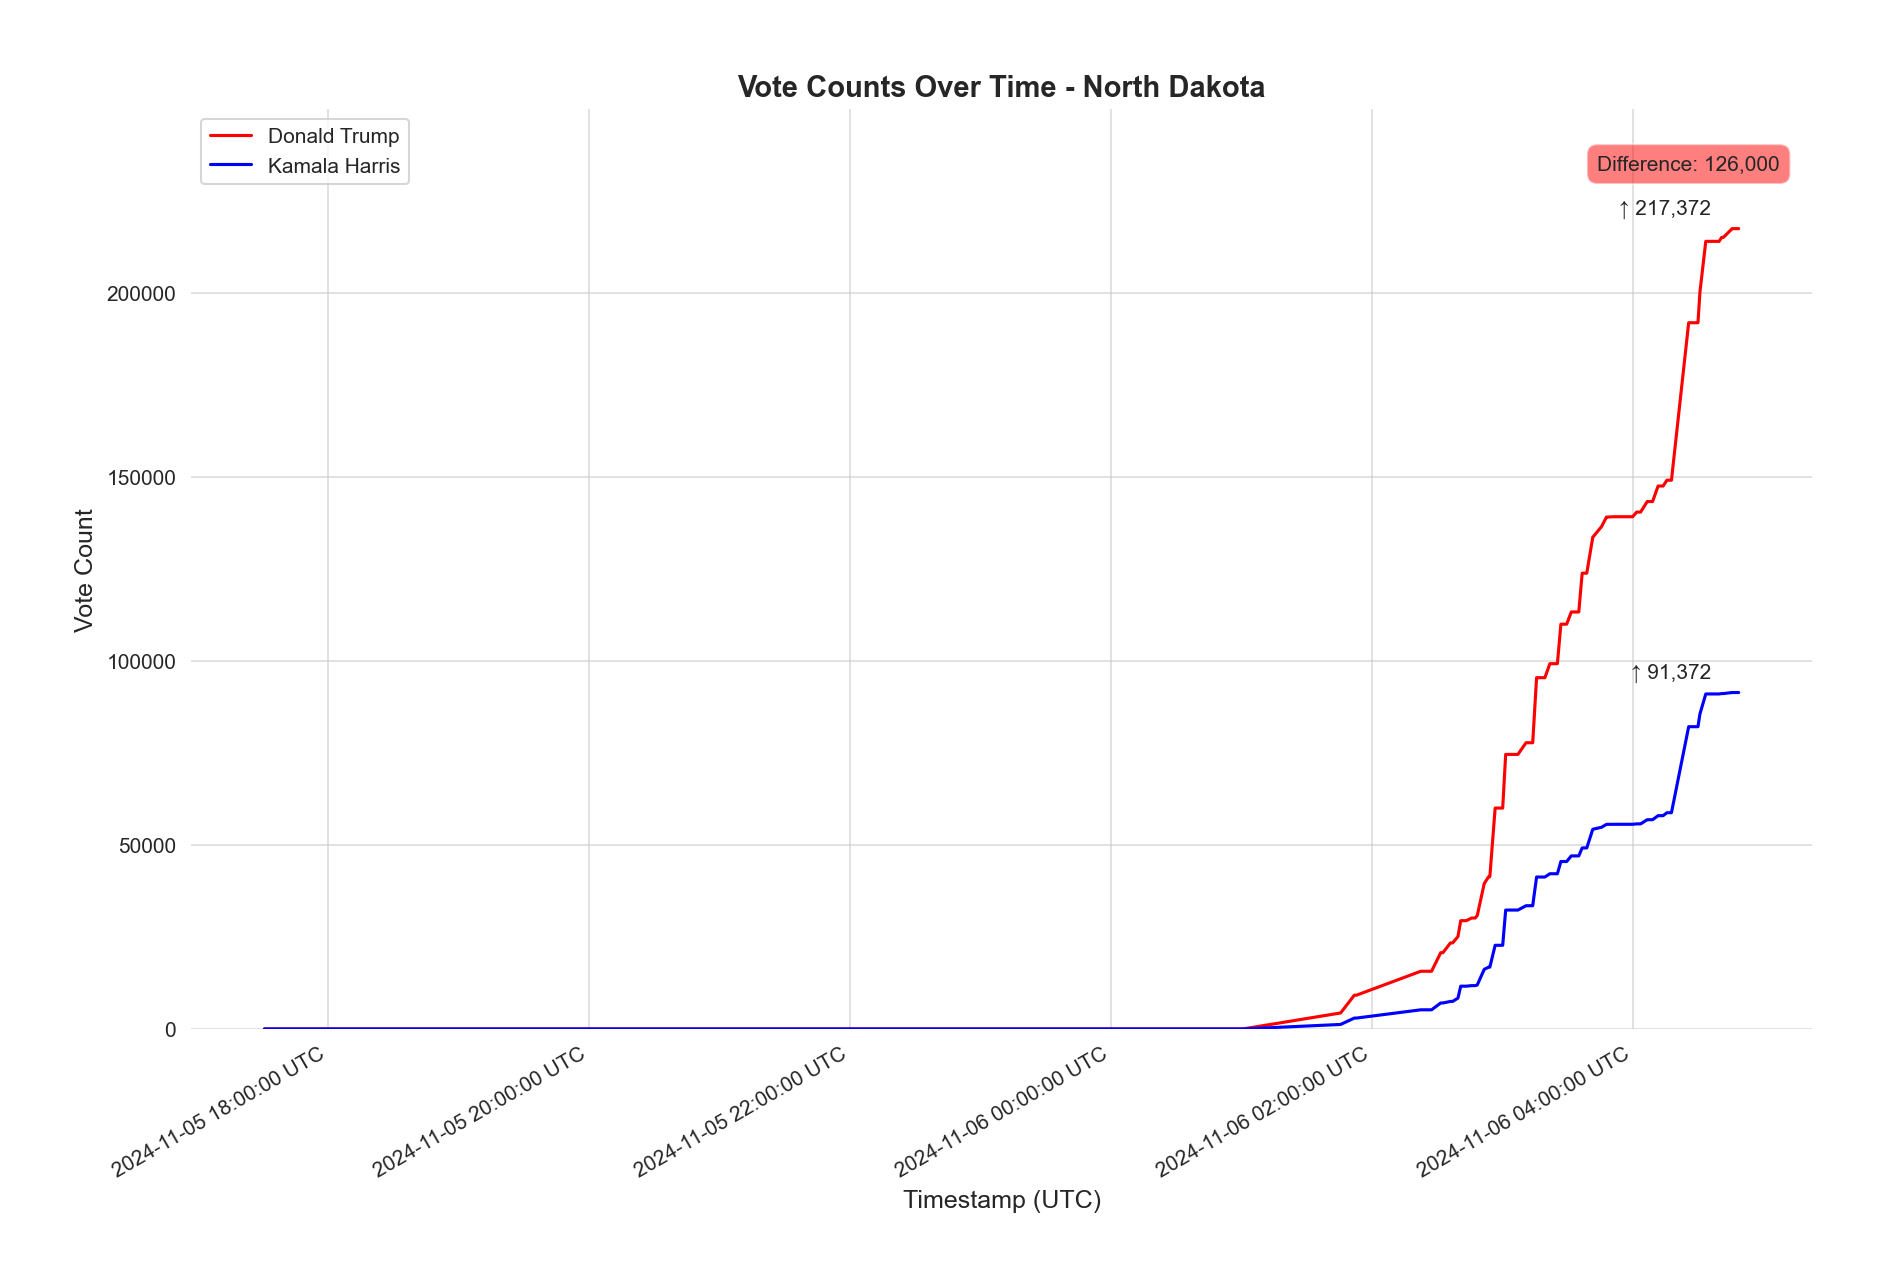 Vote Counts Over Time - North Dakota
Donald Trump
Kamala Harris
Difference: 126,000
↑ 217,372
↑ 91,372
Vote Count
200000
150000
100000
50000
0
2024-11-05 18:00:00 UTC
2024-11-05 20:00:00 UTC
2024-11-05 22:00:00 UTC
2024-11-06 00:00:00 UTC
2024-11-06 02:00:00 UTC
2024-11-06 04:00:00 UTC
Timestamp (UTC)